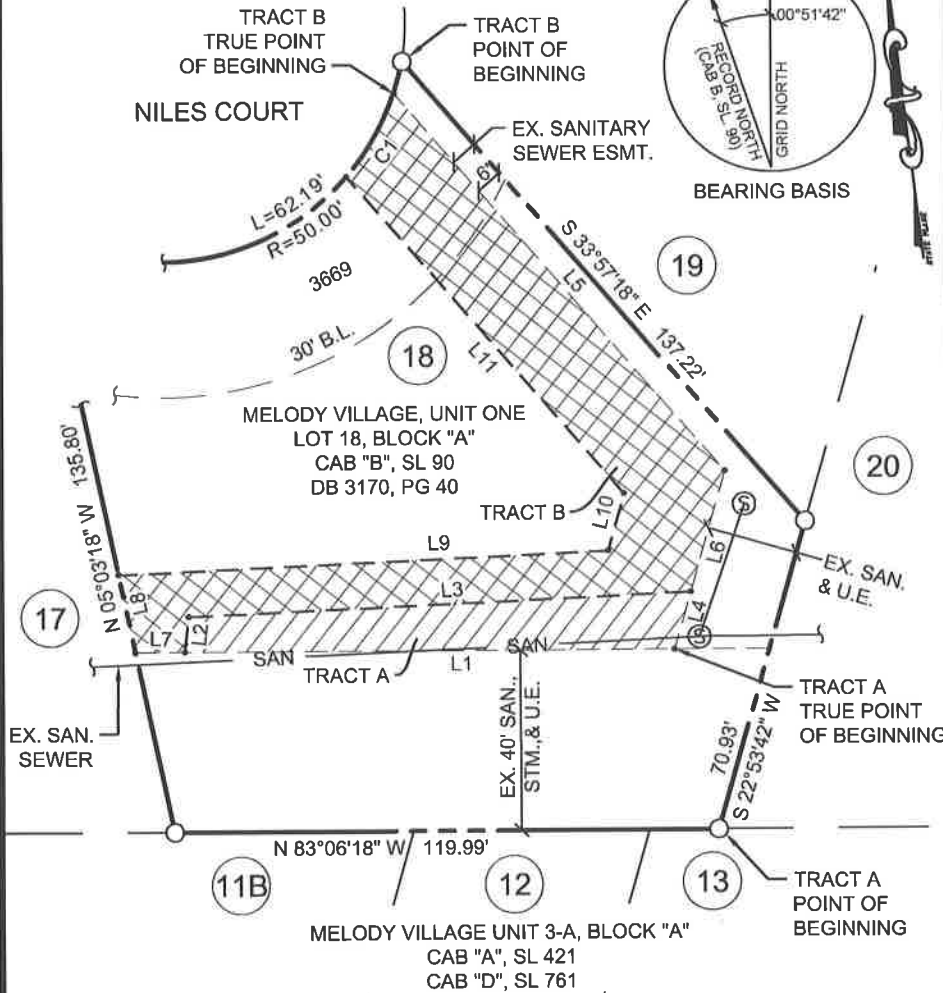 TRACT B
TRUE POINT
OF BEGINNING
TRACT B
POINT OF
BEGINNING
00°51'42"
RECORD NORTH
(CAB B, SL. 90)
GRID NORTH
BEARING BASIS
NILES COURT
EX. SANITARY
SEWER ESMT.
C1
6'
L=62.19'
R=50.00'
3669
S 33°57'18" E
137.22'
L5
19
30' B.L.
18
L11
MELODY VILLAGE, UNIT ONE
LOT 18, BLOCK "A"
CAB "B", SL 90
DB 3170, PG 40
N 05°03'18" W 135.80'
20
TRACT B
L10
S
L9
L6
EX. SAN.
& U.E.
L3
L8
17
L7
L2
L4
S
SAN
L1
SAN
TRACT A
TRACT A
TRUE POINT
OF BEGINNING
EX. SAN.
SEWER
EX. 40' SAN.,
STM.,& U.E.
70.93'
S 22°53'42" W
N 83°06'18" W 119.99'
11B
12
13
TRACT A
POINT OF
BEGINNING
MELODY VILLAGE UNIT 3-A, BLOCK "A"
CAB "A", SL 421
CAB "D", SL 761